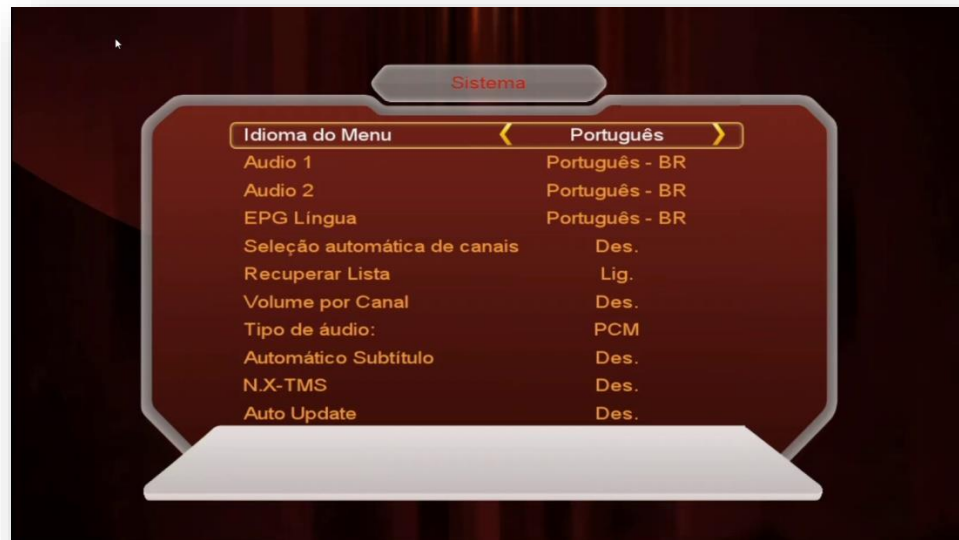 Sistema
Idioma do Menu Português
Audio 1 Português - BR
Audio 2 Português - BR
EPG Língua Português - BR
Seleção automática de canais Des.
Recuperar Lista Lig.
Volume por Canal Des.
Tipo de áudio: PCM
Automático Subtítulo Des.
N.X-TMS Des.
Auto Update Des.